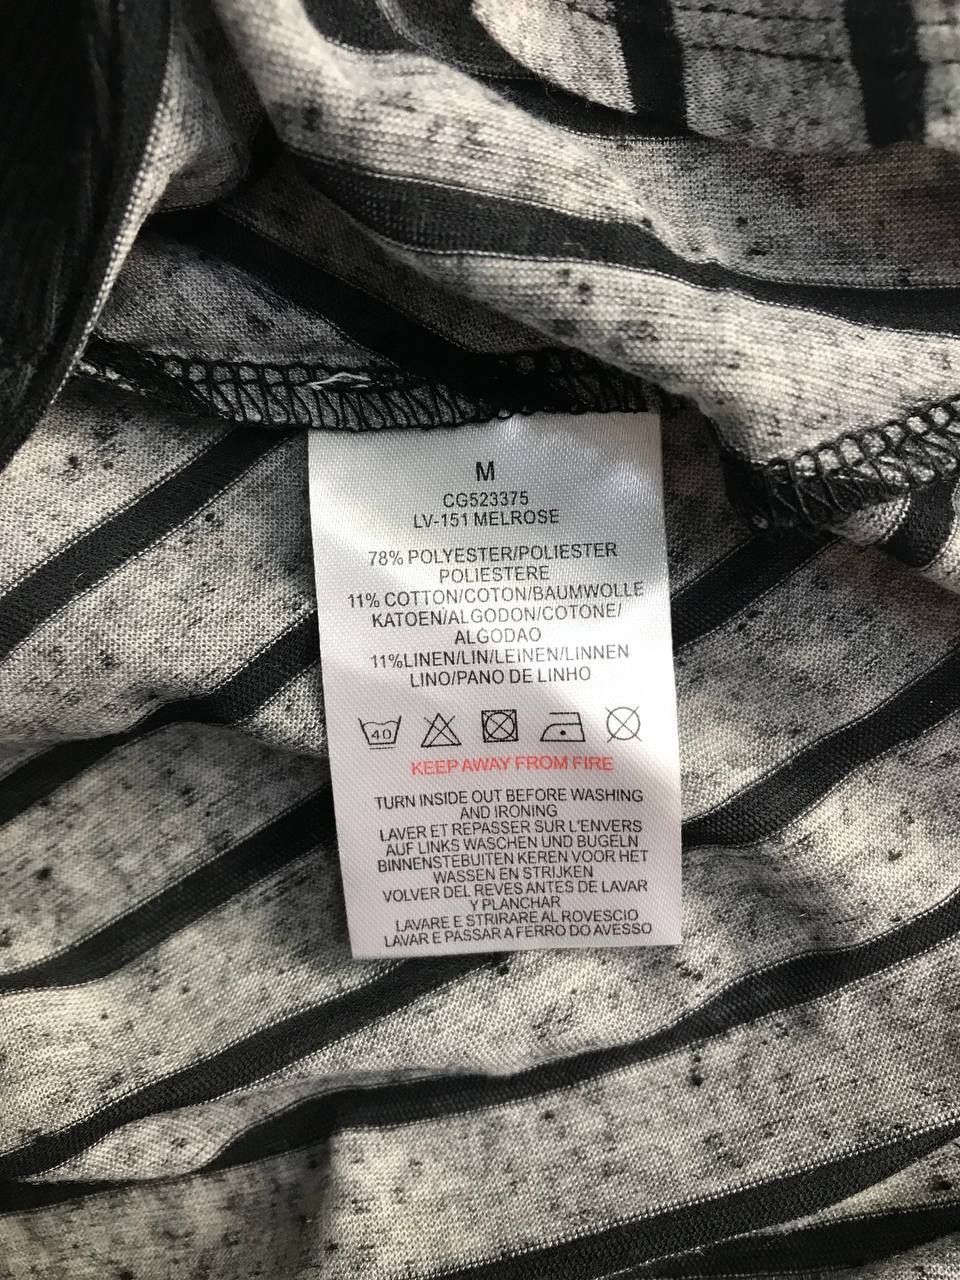 M
CG523375
LV-151 MELROSE
78% POLYESTER/POLIESTER
POLIESTERE
11% COTTON/COTON/BAUMWOLLE
KATOEN/ALGODON/COTONE/
ALGODAO
11%LINEN/LIN/LEINEN/LINNEN
LINO/PANO DE LINHO
40
KEEP AWAY FROM FIRE
TURN INSIDE OUT BEFORE WASHING
AND IRONING
LAVER ET REPASSER SUR L'ENVERS
AUF LINKS WASCHEN UND BUGELN
BINNENSTEBUITEN KEREN VOOR HET
WASSEN EN STRIJKEN
VOLVER DEL REVES ANTES DE LAVAR
Y PLANCHAR
LAVARE E STRIRARE AL ROVESCIO
LAVAR E PASSAR A FERRO DO AVESSO